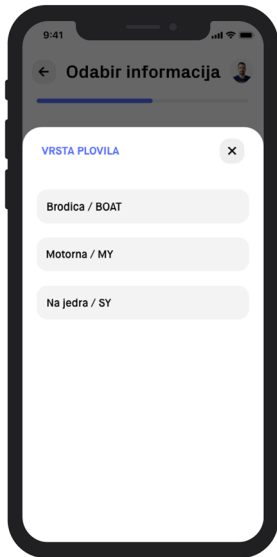 9:41
Odabir informacija
VRSTA PLOVILA
Brodica / BOAT
Motorna / MY
Na jedra / SY